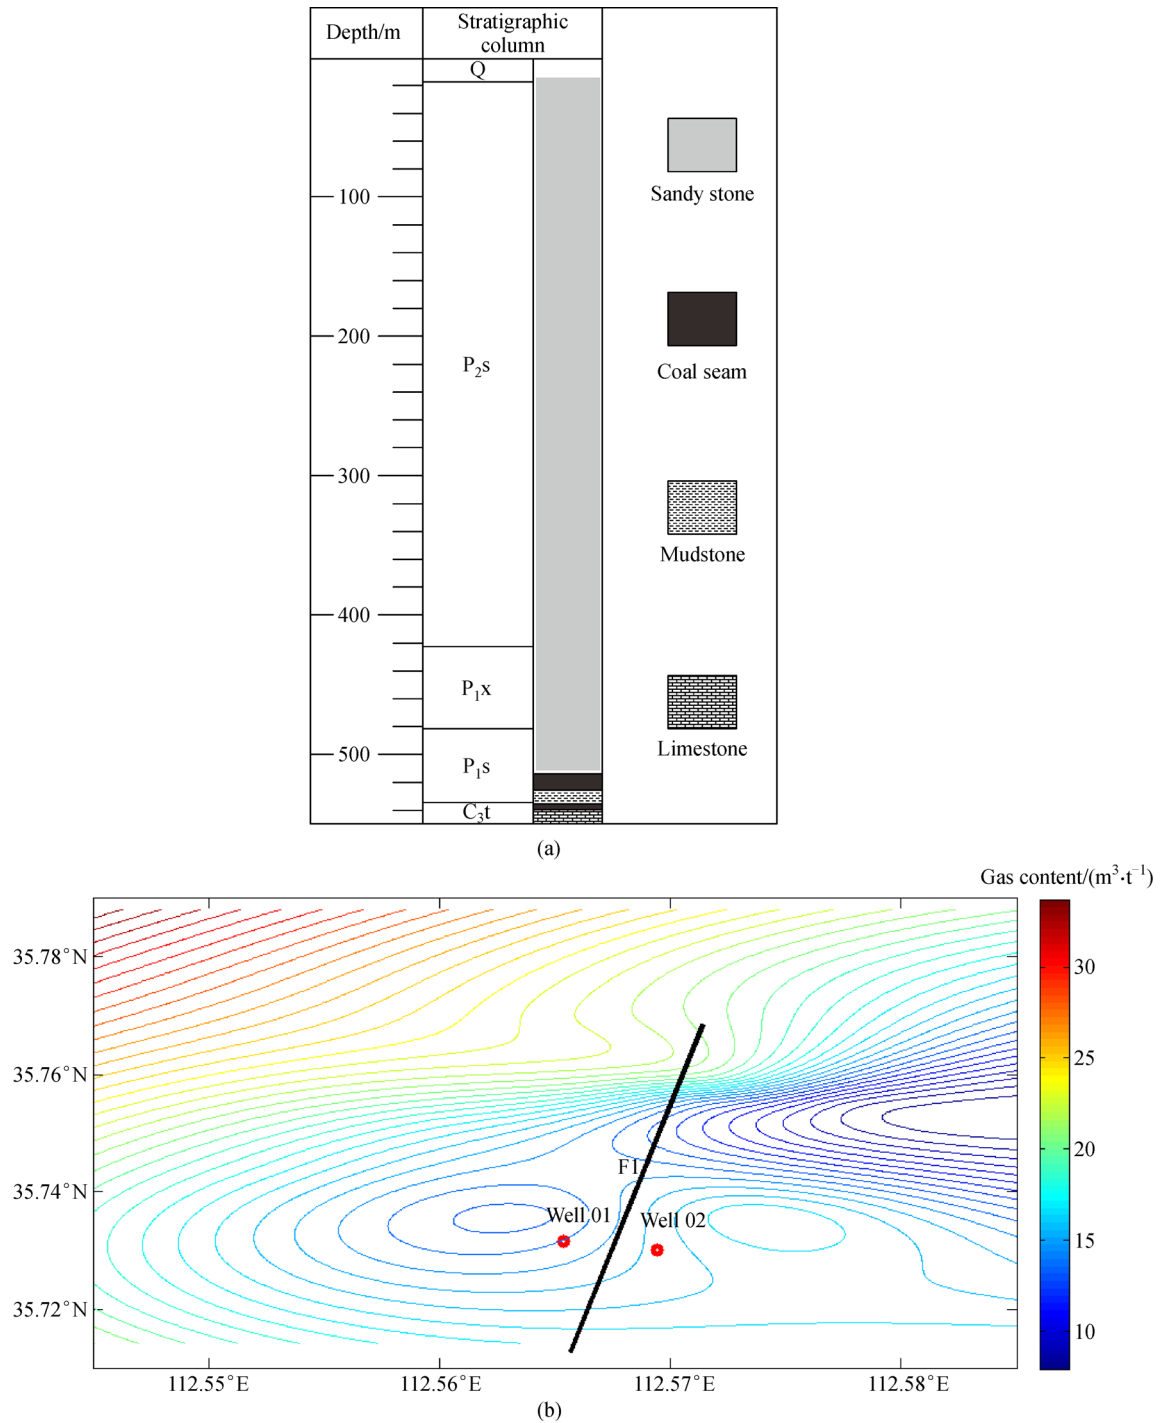 Depth/m
Stratigraphic
column
Q
100
200
300
400
500
P₂s
P₁x
P₁s
C₃t
Sandy stone
Coal seam
Mudstone
Limestone
(a)
Gas content/(m³·t⁻¹)
35.78°N
35.76°N
35.74°N
35.72°N
F1
Well 01
Well 02
30
25
20
15
10
112.55°E
112.56°E
112.57°E
112.58°E
(b)